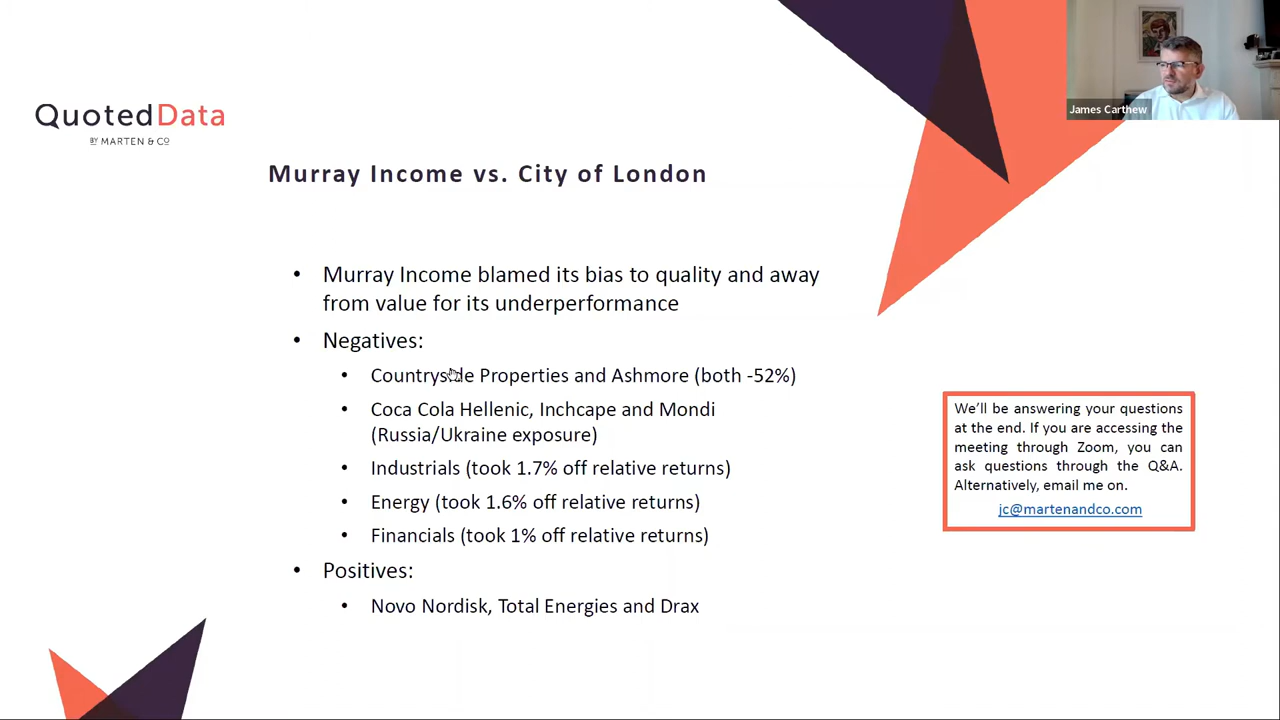 James Carthew
QuotedData
BY MARTEN & CO
Murray Income vs. City of London
• Murray Income blamed its bias to quality and away
from value for its underperformance
• Negatives:
• Countryside Properties and Ashmore (both -52%)
• Coca Cola Hellenic, Inchcape and Mondi
(Russia/Ukraine exposure)
• Industrials (took 1.7% off relative returns)
• Energy (took 1.6% off relative returns)
• Financials (took 1% off relative returns)
• Positives:
• Novo Nordisk, Total Energies and Drax
We'll be answering your questions
at the end. If you are accessing the
meeting through Zoom, you can
ask questions through the Q&A.
Alternatively, email me on.
jc@martenandco.com